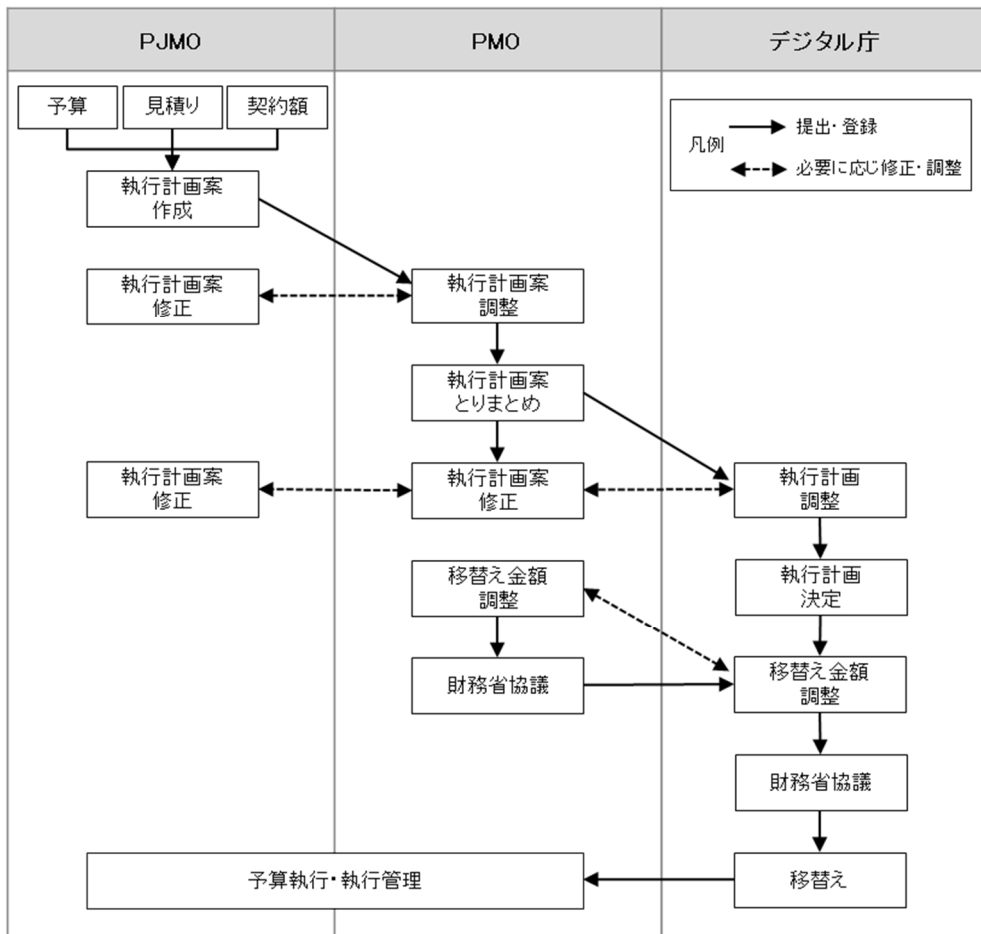 PJMO
PMO
デジタル庁
予算
見積り
契約額
凡例
提出・登録
必要に応じ修正・調整
執行計画案
作成
執行計画案
修正
執行計画案
調整
執行計画案
とりまとめ
執行計画案
修正
執行計画案
修正
執行計画
調整
移替え金額
調整
執行計画
決定
財務省協議
移替え金額
調整
財務省協議
予算執行・執行管理
移替え